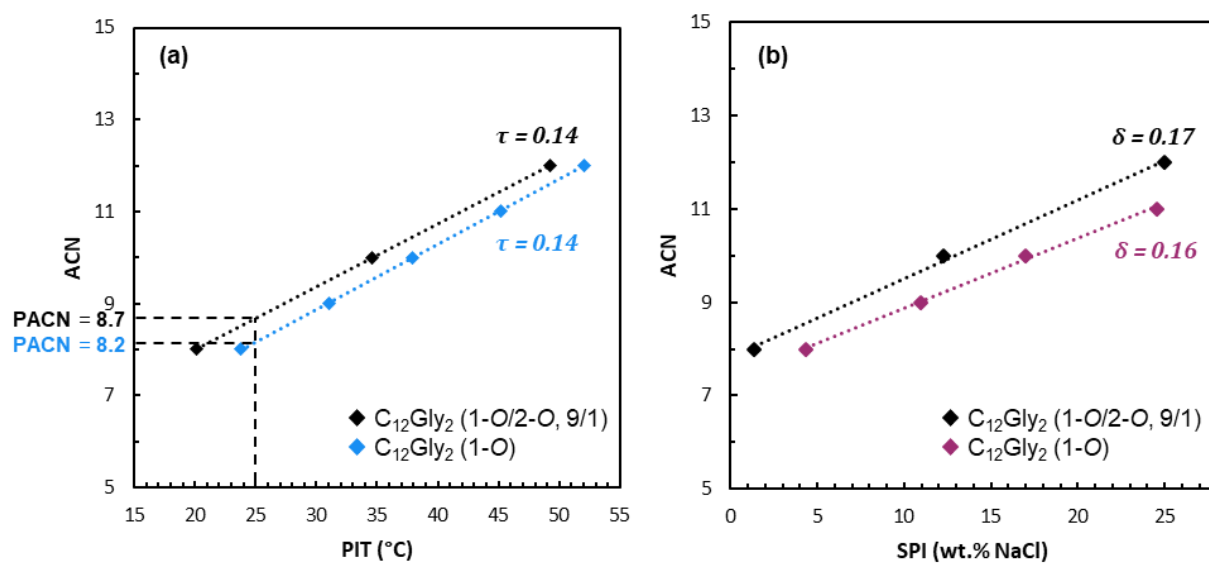 (a)
15
13
11
9
7
5
ACN
τ = 0.14
τ = 0.14
PACN = 8.7
PACN = 8.2
C₁₂Gly₂ (1-O/2-O, 9/1)
C₁₂Gly₂ (1-O)
15 20 25 30 35 40 45 50 55
PIT (°C)
(b)
15
13
11
9
7
5
ACN
δ = 0.17
δ = 0.16
C₁₂Gly₂ (1-O/2-O, 9/1)
C₁₂Gly₂ (1-O)
0 5 10 15 20 25
SPI (wt.% NaCl)